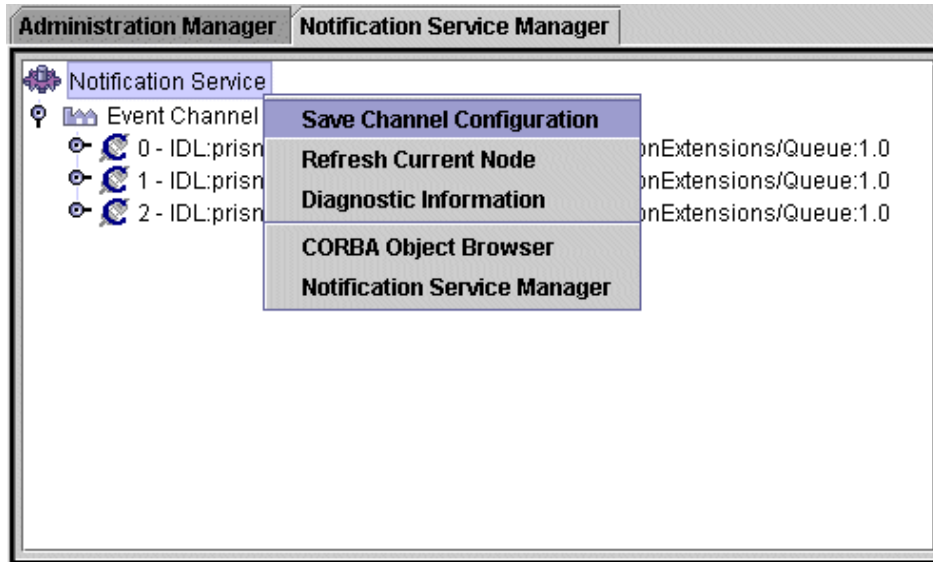 Administration Manager Notification Service Manager
Notification Service
Event Channel
Save Channel Configuration
0 - IDL:prisn onExtensions/Queue:1.0
Refresh Current Node
1 - IDL:prisn onExtensions/Queue:1.0
Diagnostic Information
2 - IDL:prisn onExtensions/Queue:1.0
CORBA Object Browser
Notification Service Manager